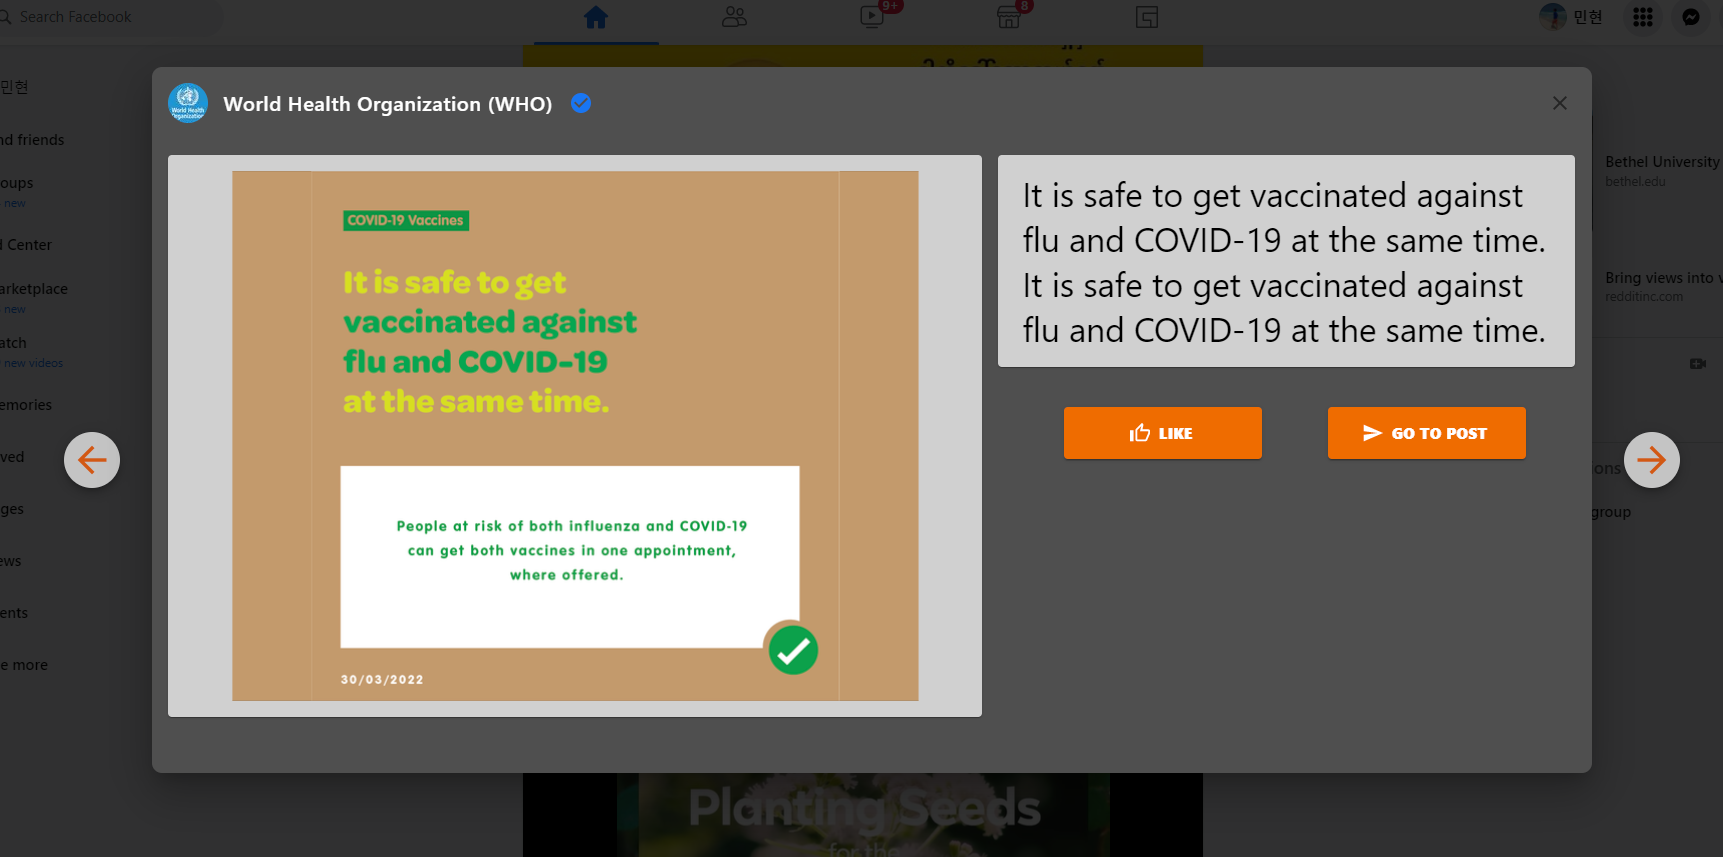 Search Facebook
9+
8
민현
민현
nd friends
oups
new
d Center
arketplace
new
atch
new videos
emories
ved
ges
ews
ents
e more
World Health Organization (WHO)
World Health
Organization
COVID-19 Vaccines
It is safe to get
vaccinated against
flu and COVID-19
at the same time.
People at risk of both influenza and COVID-19
can get both vaccines in one appointment,
where offered.
30/03/2022
It is safe to get vaccinated against
flu and COVID-19 at the same time.
It is safe to get vaccinated against
flu and COVID-19 at the same time.
LIKE
GO TO POST
Bethel University
bethel.edu
Bring views into v
redditinc.com
ons
group
Planting Seeds
for the